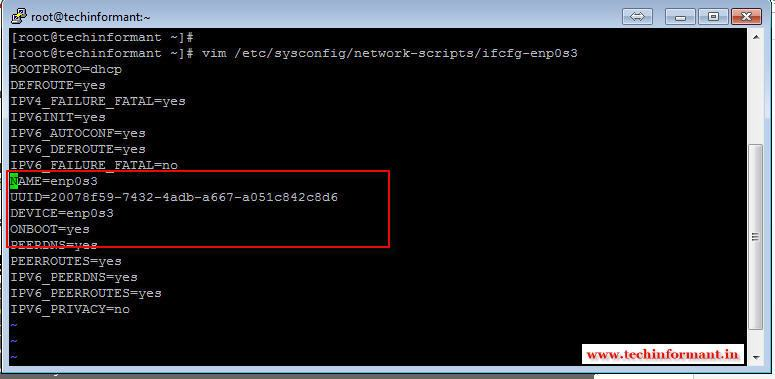 root@techinformant:~
[root@techinformant ~]#
[root@techinformant ~]# vim /etc/sysconfig/network-scripts/ifcfg-enp0s3
BOOTPROTO=dhcp
DEFROUTE=yes
IPV4_FAILURE_FATAL=yes
IPV6INIT=yes
IPV6_AUTOCONF=yes
IPV6_DEFROUTE=yes
IPV6_FAILURE_FATAL=no
NAME=enp0s3
UUID=20078f59-7432-4adb-a667-a051c842c8d6
DEVICE=enp0s3
ONBOOT=yes
PEERDNS=yes
PEERROUTES=yes
IPV6_PEERDNS=yes
IPV6_PEERROUTES=yes
IPV6_PRIVACY=no
~
~
~
www.techinformant.in